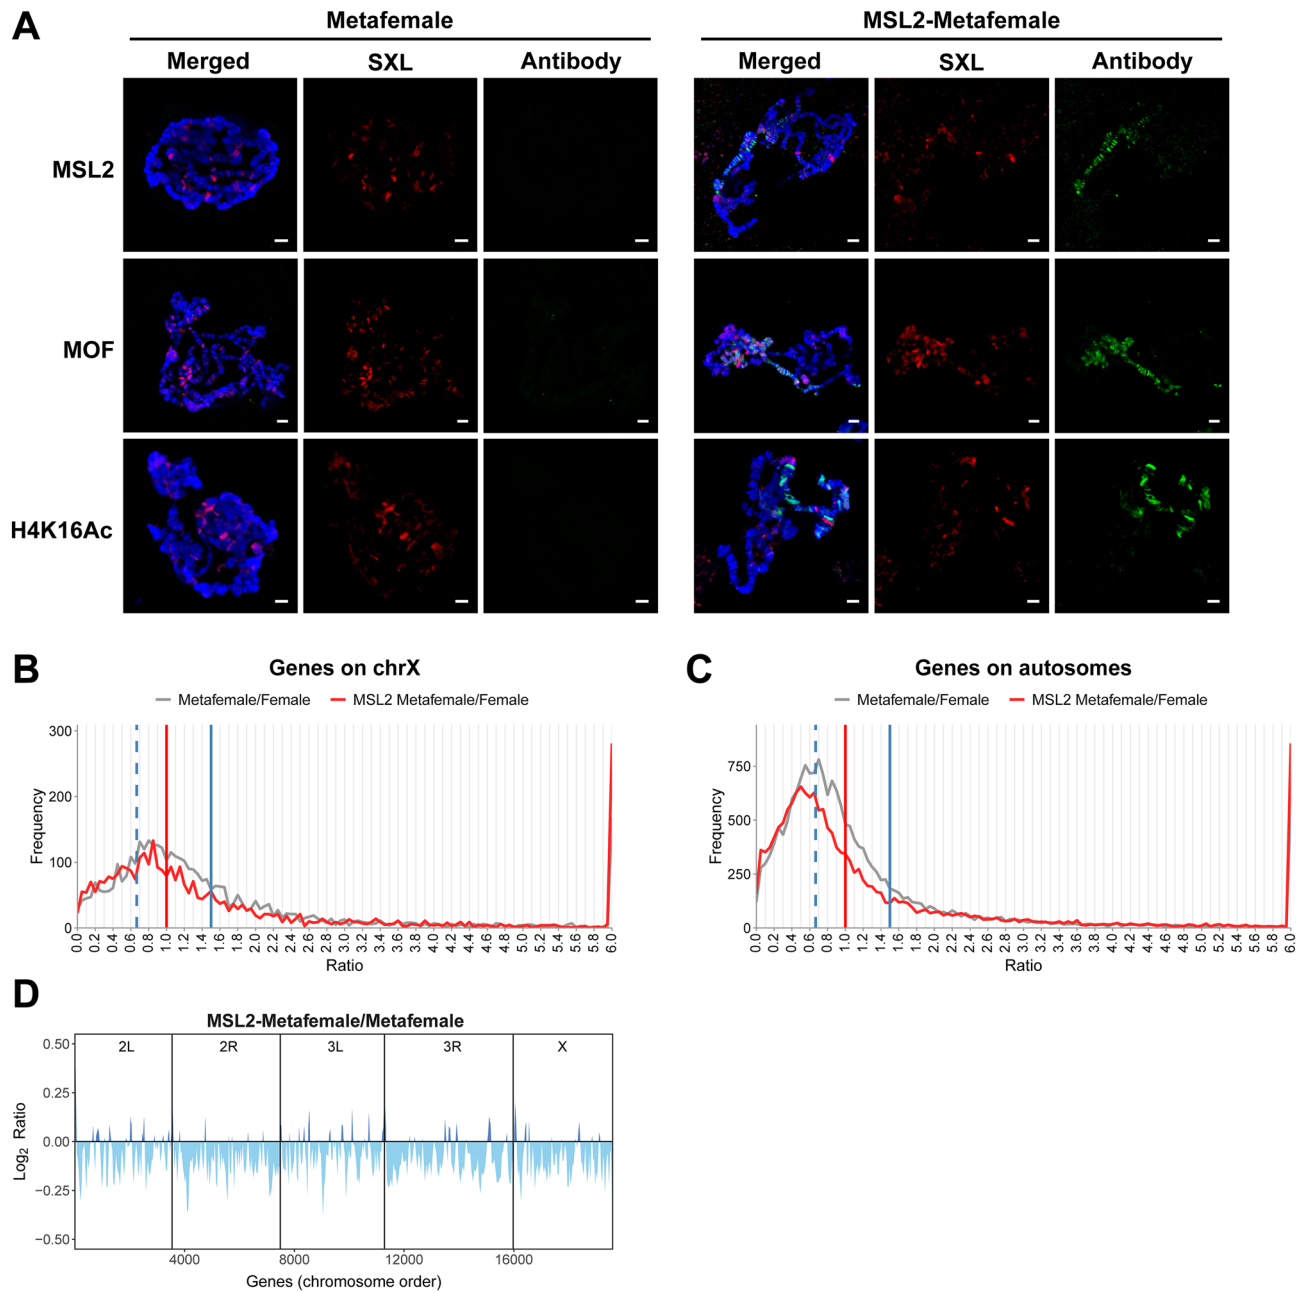 A
Metafemale
MSL2-Metafemale
Merged
SXL
Antibody
Merged
SXL
Antibody
MSL2
MOF
H4K16Ac
B
Genes on chrX
Metafemale/Female
MSL2 Metafemale/Female
300
200
100
0
Frequency
0.0 0.2 0.4 0.6 0.8 1.0 1.2 1.4 1.6 1.8 2.0 2.2 2.4 2.6 2.8 3.0 3.2 3.4 3.6 3.8 4.0 4.2 4.4 4.6 4.8 5.0 5.2 5.4 5.6 5.8 6.0
Ratio
C
Genes on autosomes
Metafemale/Female
MSL2 Metafemale/Female
750
500
250
0
Frequency
0.0 0.2 0.4 0.6 0.8 1.0 1.2 1.4 1.6 1.8 2.0 2.2 2.4 2.6 2.8 3.0 3.2 3.4 3.6 3.8 4.0 4.2 4.4 4.6 4.8 5.0 5.2 5.4 5.6 5.8 6.0
Ratio
D
MSL2-Metafemale/Metafemale
2L 2R 3L 3R X
0.50
0.25
0.00
−0.25
−0.50
Log2 Ratio
4000 8000 12000 16000
Genes (chromosome order)